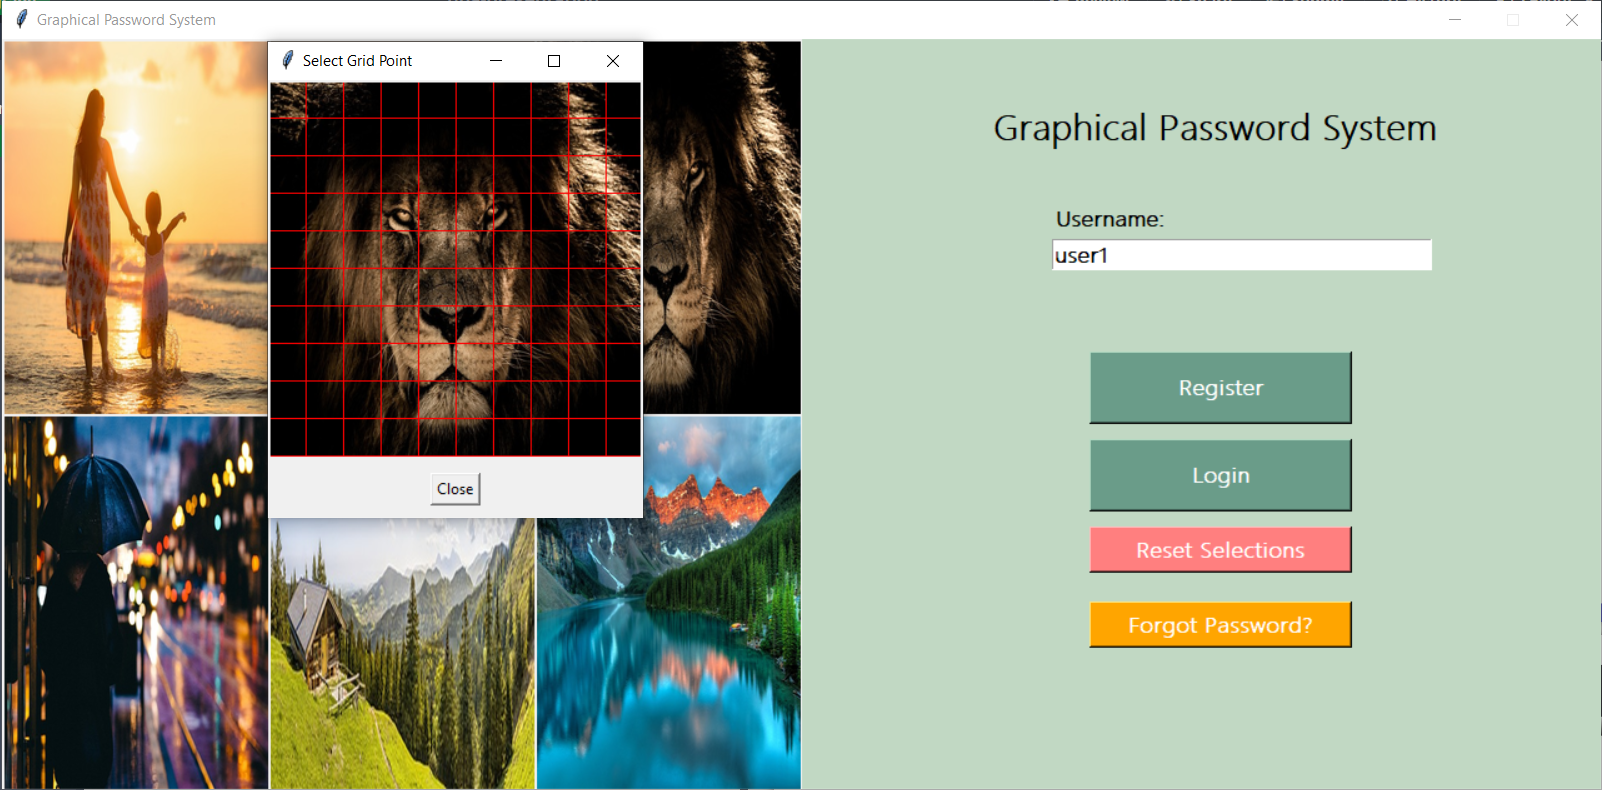 Graphical Password System
Select Grid Point
Close
Graphical Password System
Username:
user1
Register
Login
Reset Selections
Forgot Password?